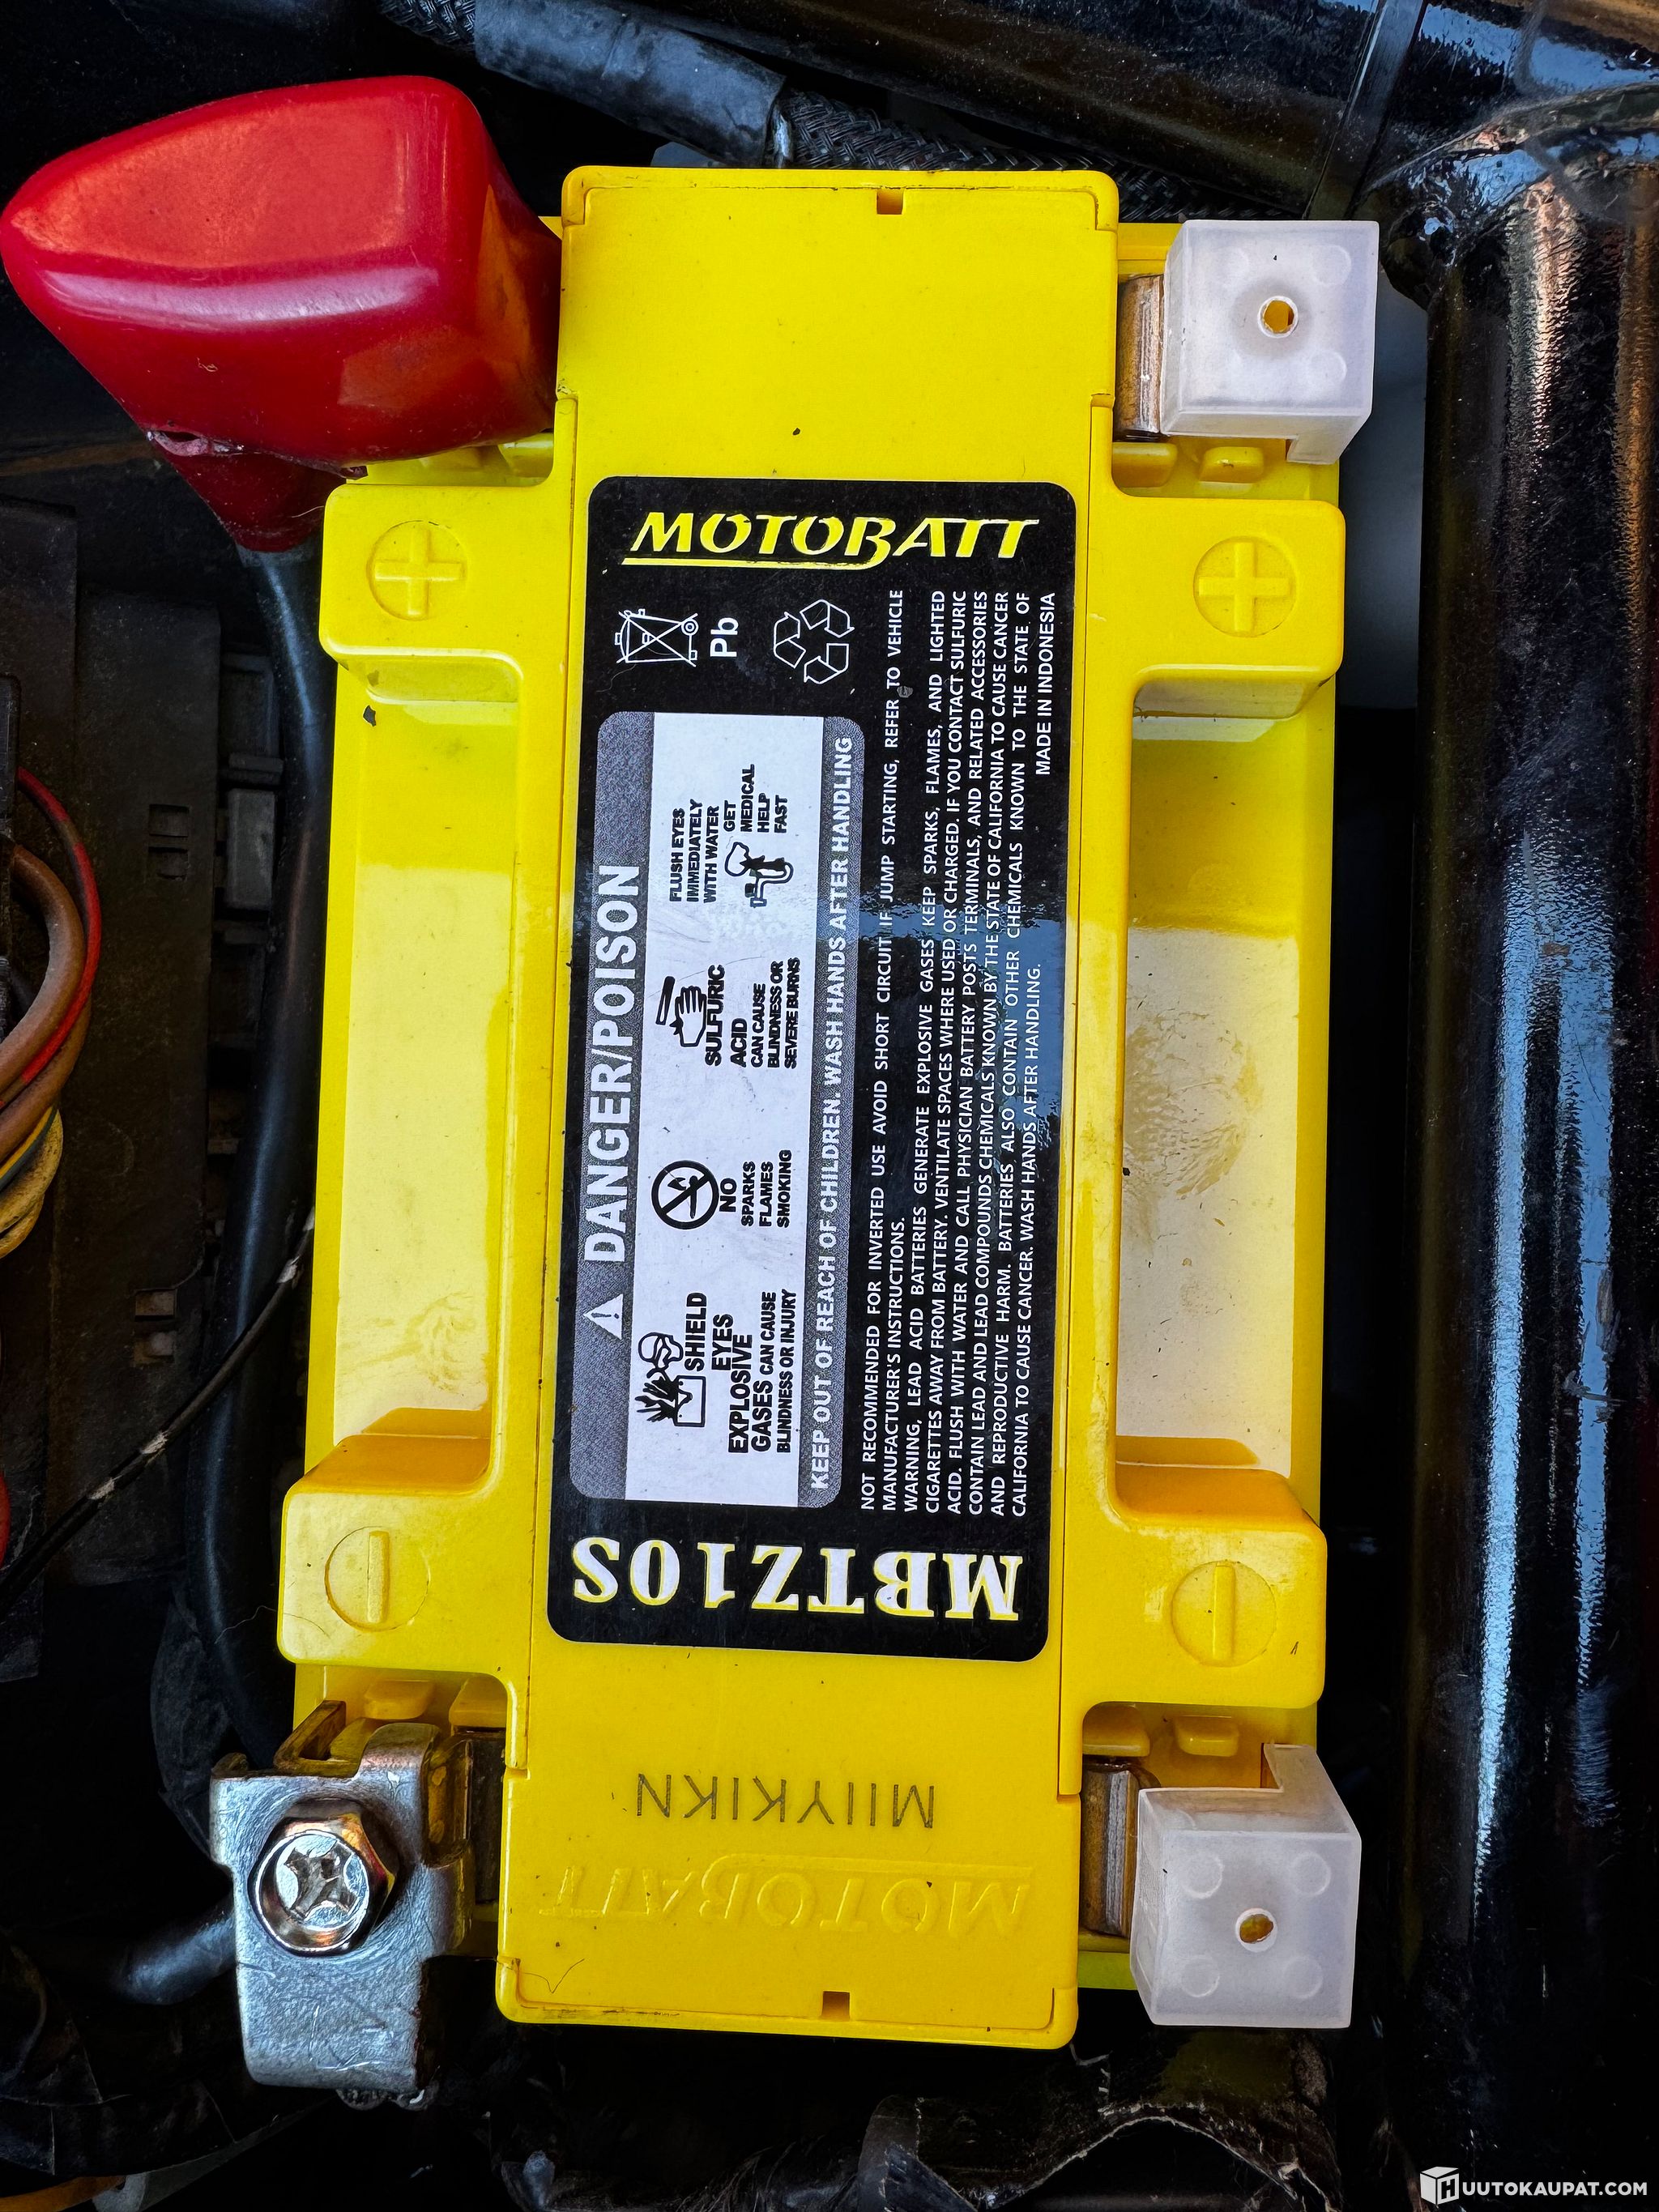 MOTOBATT
Pb
DANGER/POISON
SHIELD
EYES
EXPLOSIVE
GASES CAN CAUSE
BLINDNESS OR INJURY
NO
SPARKS
FLAMES
SMOKING
SULFURIC
ACID
CAN CAUSE
BLINDNESS OR
SEVERE BURNS
FLUSH EYES
IMMEDIATELY
WITH WATER
GET
MEDICAL
HELP
FAST
KEEP OUT OF REACH OF CHILDREN. WASH HANDS AFTER HANDLING
NOT RECOMMENDED FOR INVERTED USE AVOID SHORT CIRCUIT. IF JUMP STARTING, REFER TO VEHICLE
MANUFACTURER'S INSTRUCTIONS.
WARNING, LEAD ACID BATTERIES GENERATE EXPLOSIVE GASES KEEP SPARKS, FLAMES, AND LIGHTED
CIGARETTES AWAY FROM BATTERY. VENTILATE SPACES WHERE USED OR CHARGED. IF YOU CONTACT SULFURIC
ACID. FLUSH WITH WATER AND CALL PHYSICIAN BATTERY POSTS TERMINALS, AND RELATED ACCESSORIES
CONTAIN LEAD AND LEAD COMPOUNDS CHEMICALS KNOWN BY THE STATE OF CALIFORNIA TO CAUSE CANCER
AND REPRODUCTIVE HARM. BATTERIES ALSO CONTAIN OTHER CHEMICALS KNOWN TO THE STATE OF
CALIFORNIA TO CAUSE CANCER. WASH HANDS AFTER HANDLING.
MADE IN INDONESIA
MBTZ10S
MIIYKIKN
MOTOBATT
HUUTOKAUPAT.COM